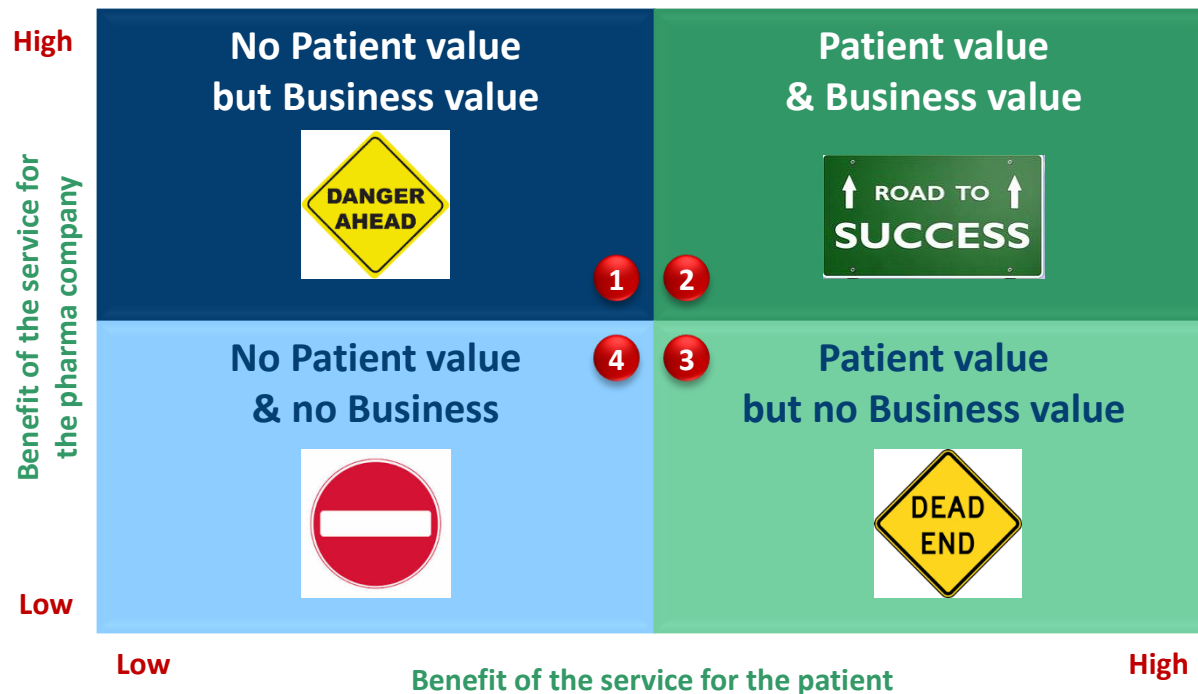 High
No Patient value
but Business value
DANGER
AHEAD
1
Patient value
& Business value
ROAD TO
SUCCESS
2
Benefit of the service for
the pharma company
No Patient value
& no Business
4
3
Patient value
but no Business value
DEAD
END
Low
Low
Benefit of the service for the patient
High